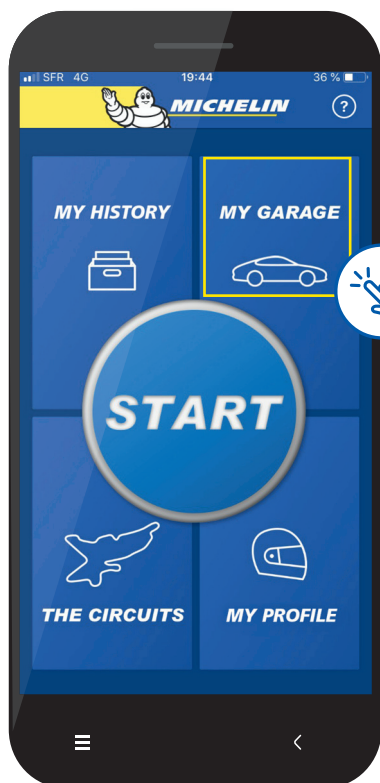 SFR 4G 19:44 36 %
MICHELIN ?
MY HISTORY MY GARAGE
START
THE CIRCUITS MY PROFILE